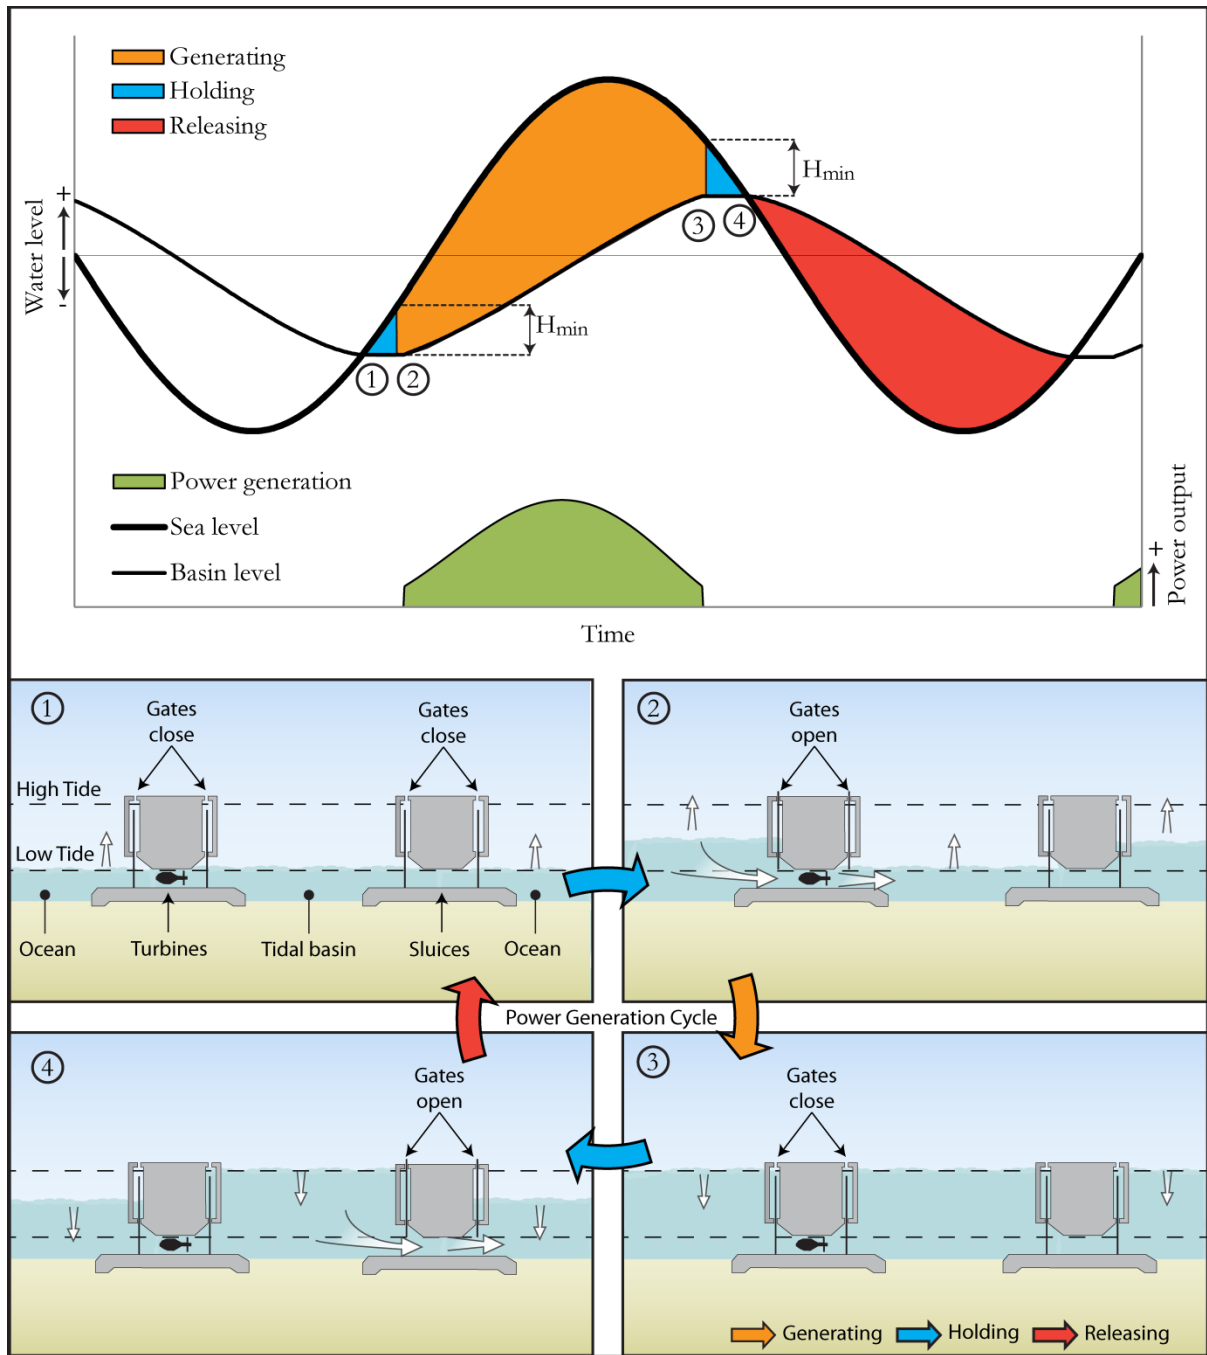 Generating
Holding
Releasing
Hmin
Hmin
Water level
+
-
1
2
3
4
Power generation
Sea level
Basin level
Power output
+
Time
1
Gates
close
Gates
close
High Tide
Low Tide
Ocean
Turbines
Tidal basin
Sluices
Ocean
2
Gates
open
Power Generation Cycle
4
Gates
open
3
Gates
close
Generating
Holding
Releasing